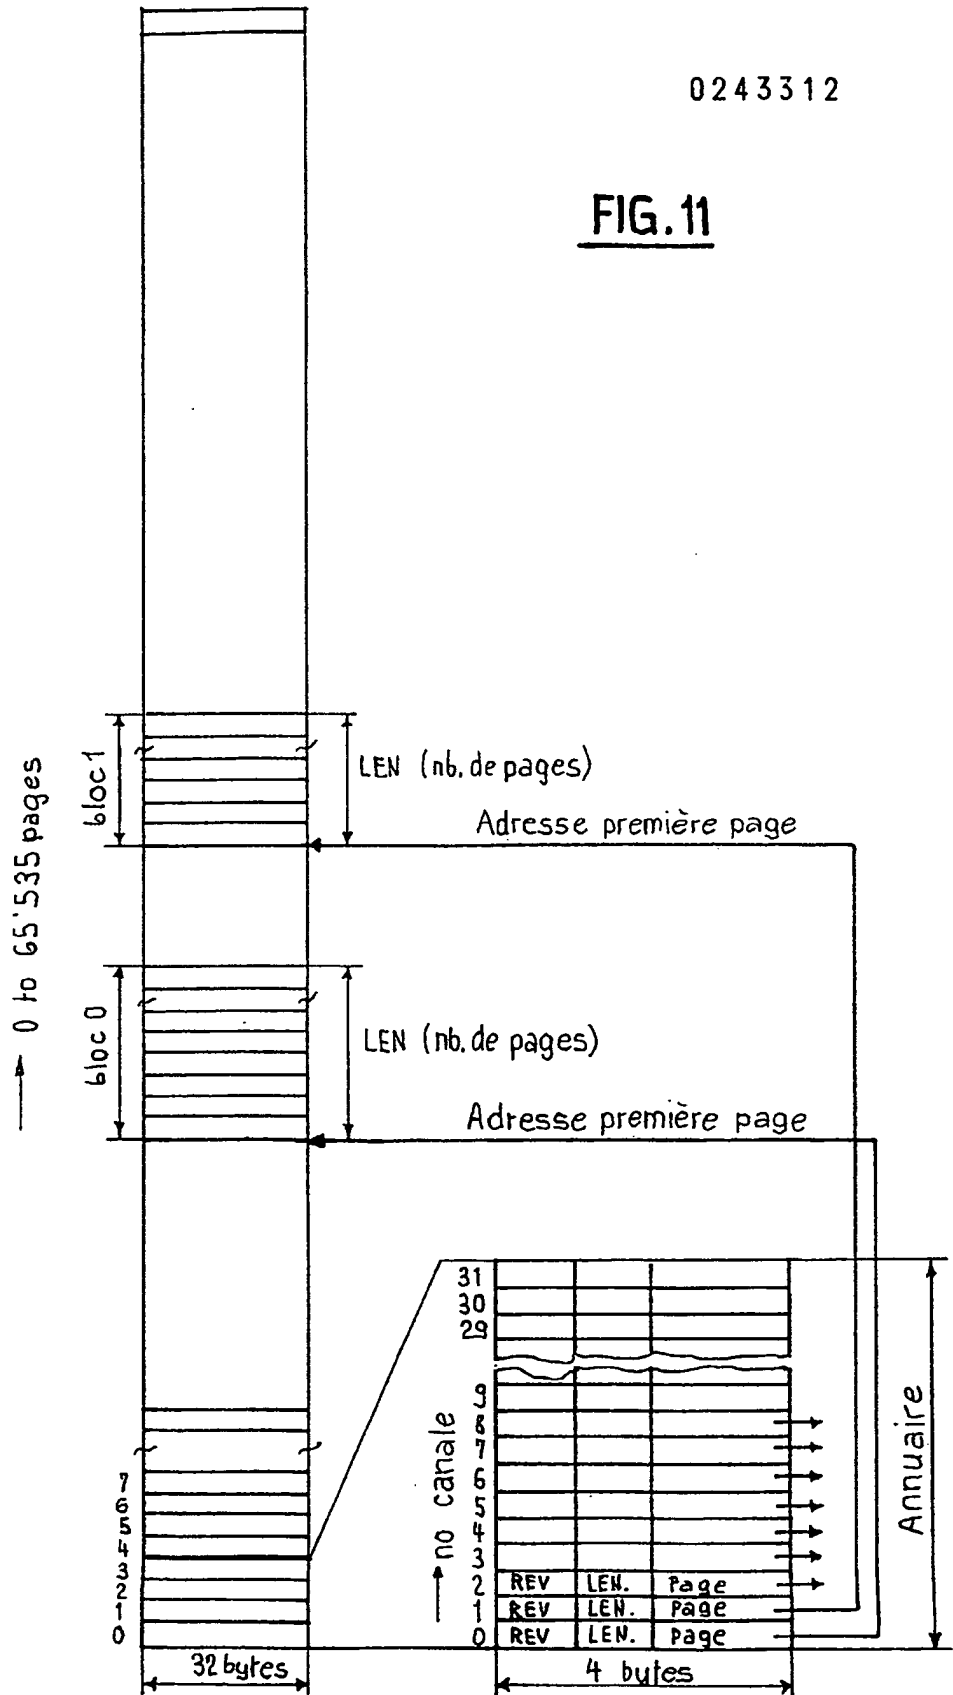 0243312
FIG. 11
bloc 1
LEN (nb. de pages)
Adresse première page
0 to 65'535 pages
bloc 0
LEN (nb. de pages)
Adresse première page
31
30
29
9
8
7
6
5
4
3
2 REV LEN. Page
1 REV LEN. Page
0 REV LEN. Page
no canale
Annuaire
7
6
5
4
3
2
1
0
32 bytes
4 bytes